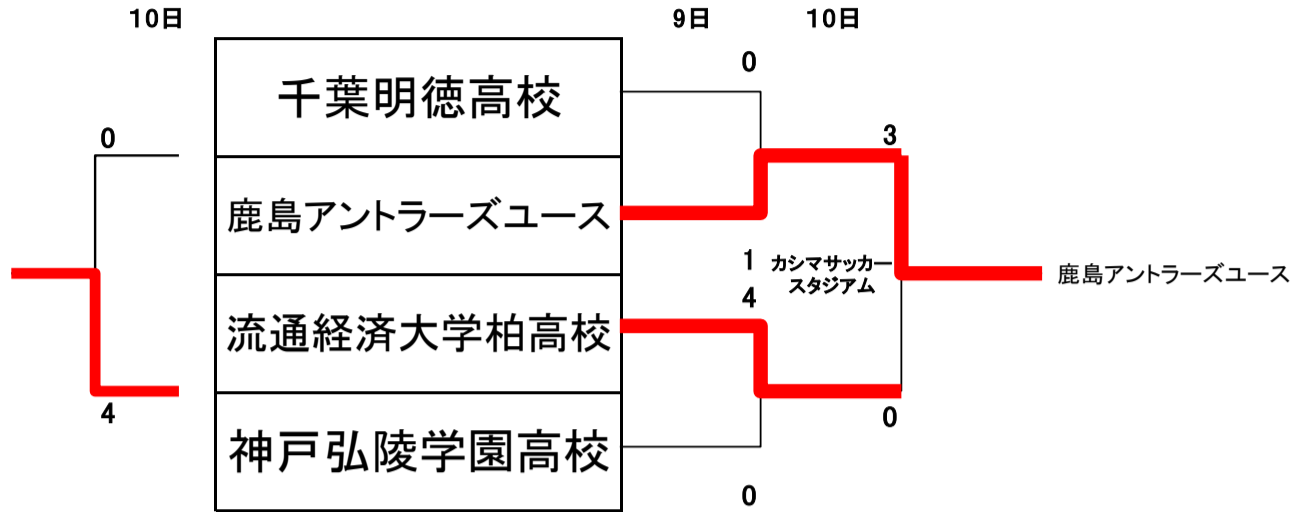 10日
9日
10日
0
千葉明徳高校
0
3
鹿島アントラーズユース
1
カシマサッカー
スタジアム
鹿島アントラーズユース
4
流通経済大学柏高校
4
0
神戸弘陵学園高校
0